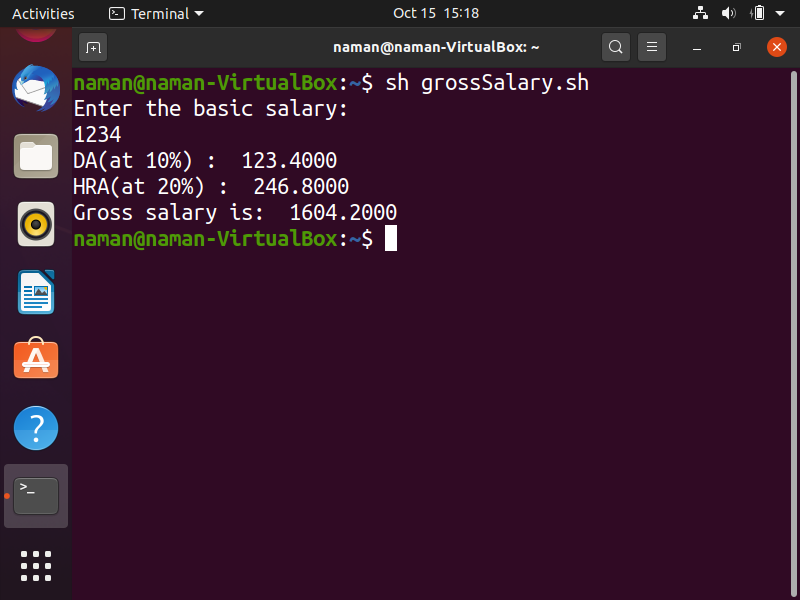 Activities Terminal Oct 15 15:18
naman@naman-VirtualBox: ~
naman@naman-VirtualBox:~$ sh grossSalary.sh
Enter the basic salary:
1234
DA(at 10%) :  123.4000
HRA(at 20%) :  246.8000
Gross salary is:  1604.2000
naman@naman-VirtualBox:~$